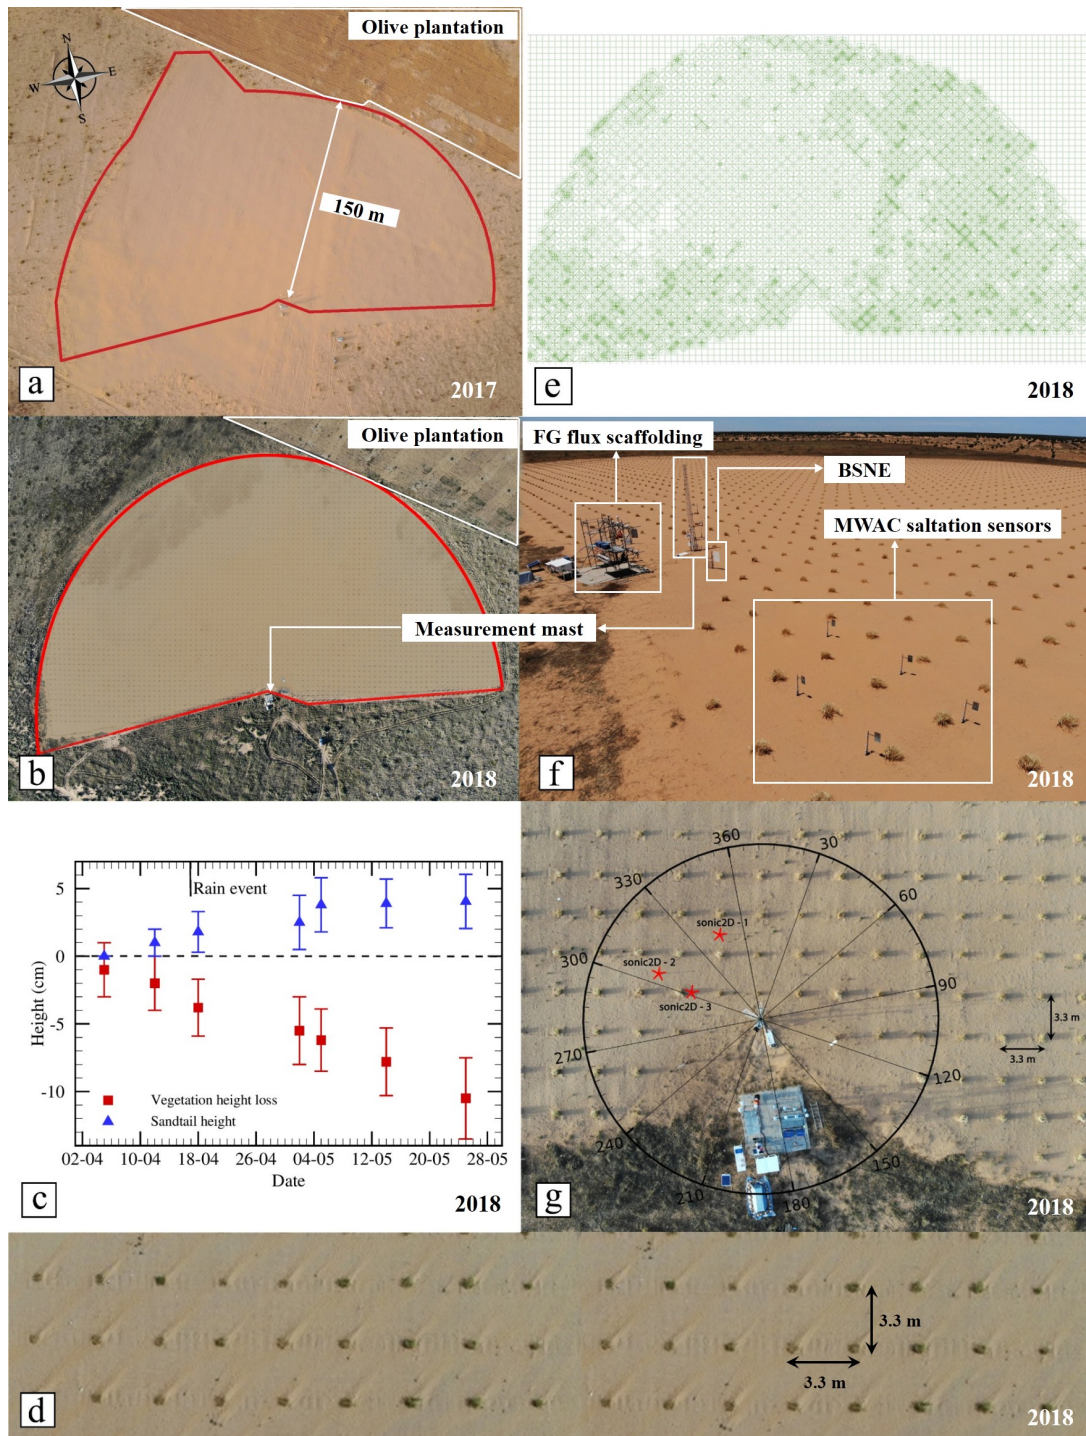 Olive plantation
N
W
E
S
150 m
a
2017
e
2018
Olive plantation
Measurement mast
b
2018
FG flux scaffolding
BSNE
MWAC saltation sensors
f
2018
Rain event
5
0
-5
-10
Height (cm)
Vegetation height loss
Sandtail height
02-04 10-04 18-04 26-04 04-05 12-05 20-05 28-05
Date
c
2018
360
30
330
60
sonic2D - 1
300
sonic2D - 2
90
sonic2D - 3
3.3 m
3.3 m
270
120
240
150
210
180
g
2018
3.3 m
3.3 m
d
2018